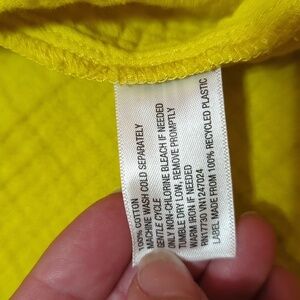 100% COTTON
MACHINE WASH COLD SEPARATELY
GENTLE CYCLE
ONLY NON-CHLORINE BLEACH IF NEEDED
TUMBLE DRY LOW, REMOVE PROMPTLY
WARM IRON IF NEEDED
RN17730 VN1247024
LABEL MADE FROM 100% RECYCLED PLASTIC